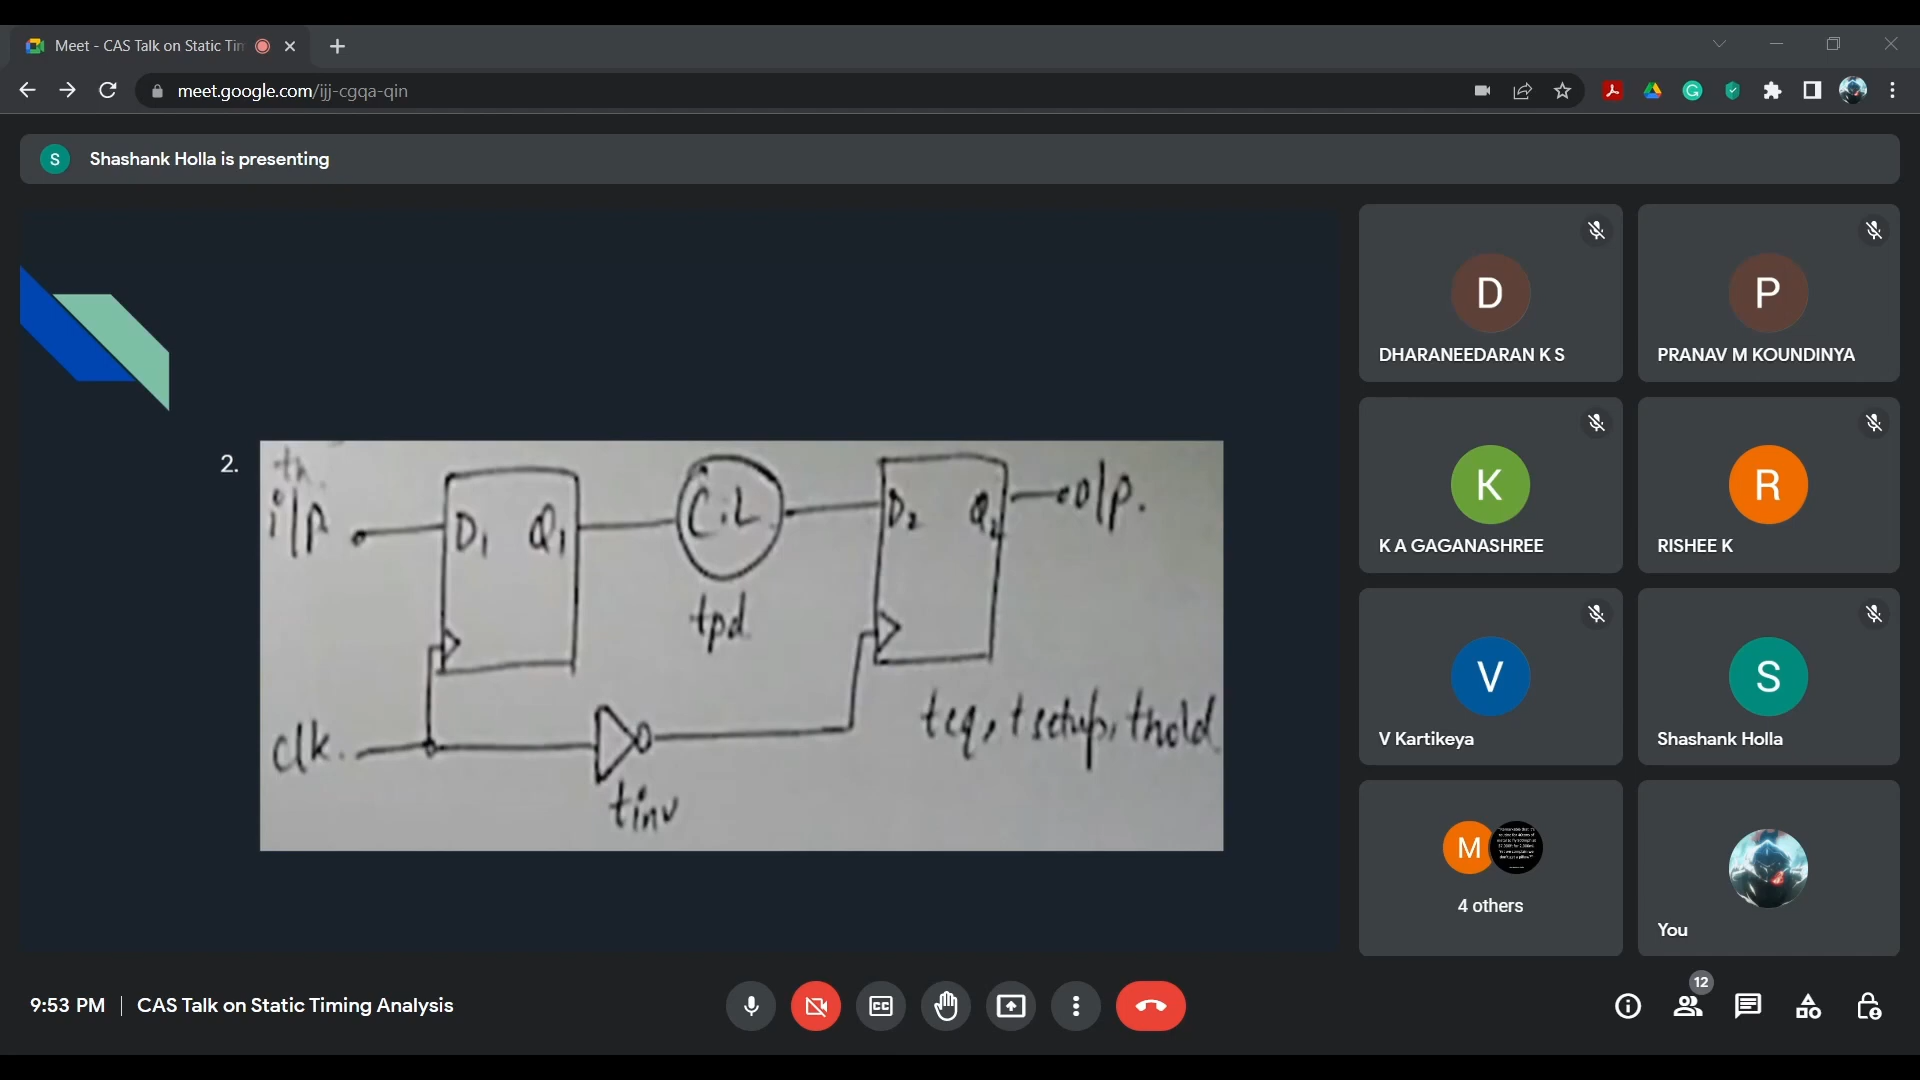 Meet - CAS Talk on Static Tim
meet.google.com/ijj-cgqa-qin
S Shashank Holla is presenting
2.
i/p D1 Q1 C.L D2 Q2 o/p.
tpd
clk.
tinv
tcq, tsetup, thold
D
DHARANEEDARAN K S
P
PRANAV M KOUNDINYA
K
K A GAGANASHREE
R
RISHEE K
V
V Kartikeya
S
Shashank Holla
M
4 others
You
9:53 PM | CAS Talk on Static Timing Analysis
CC
12